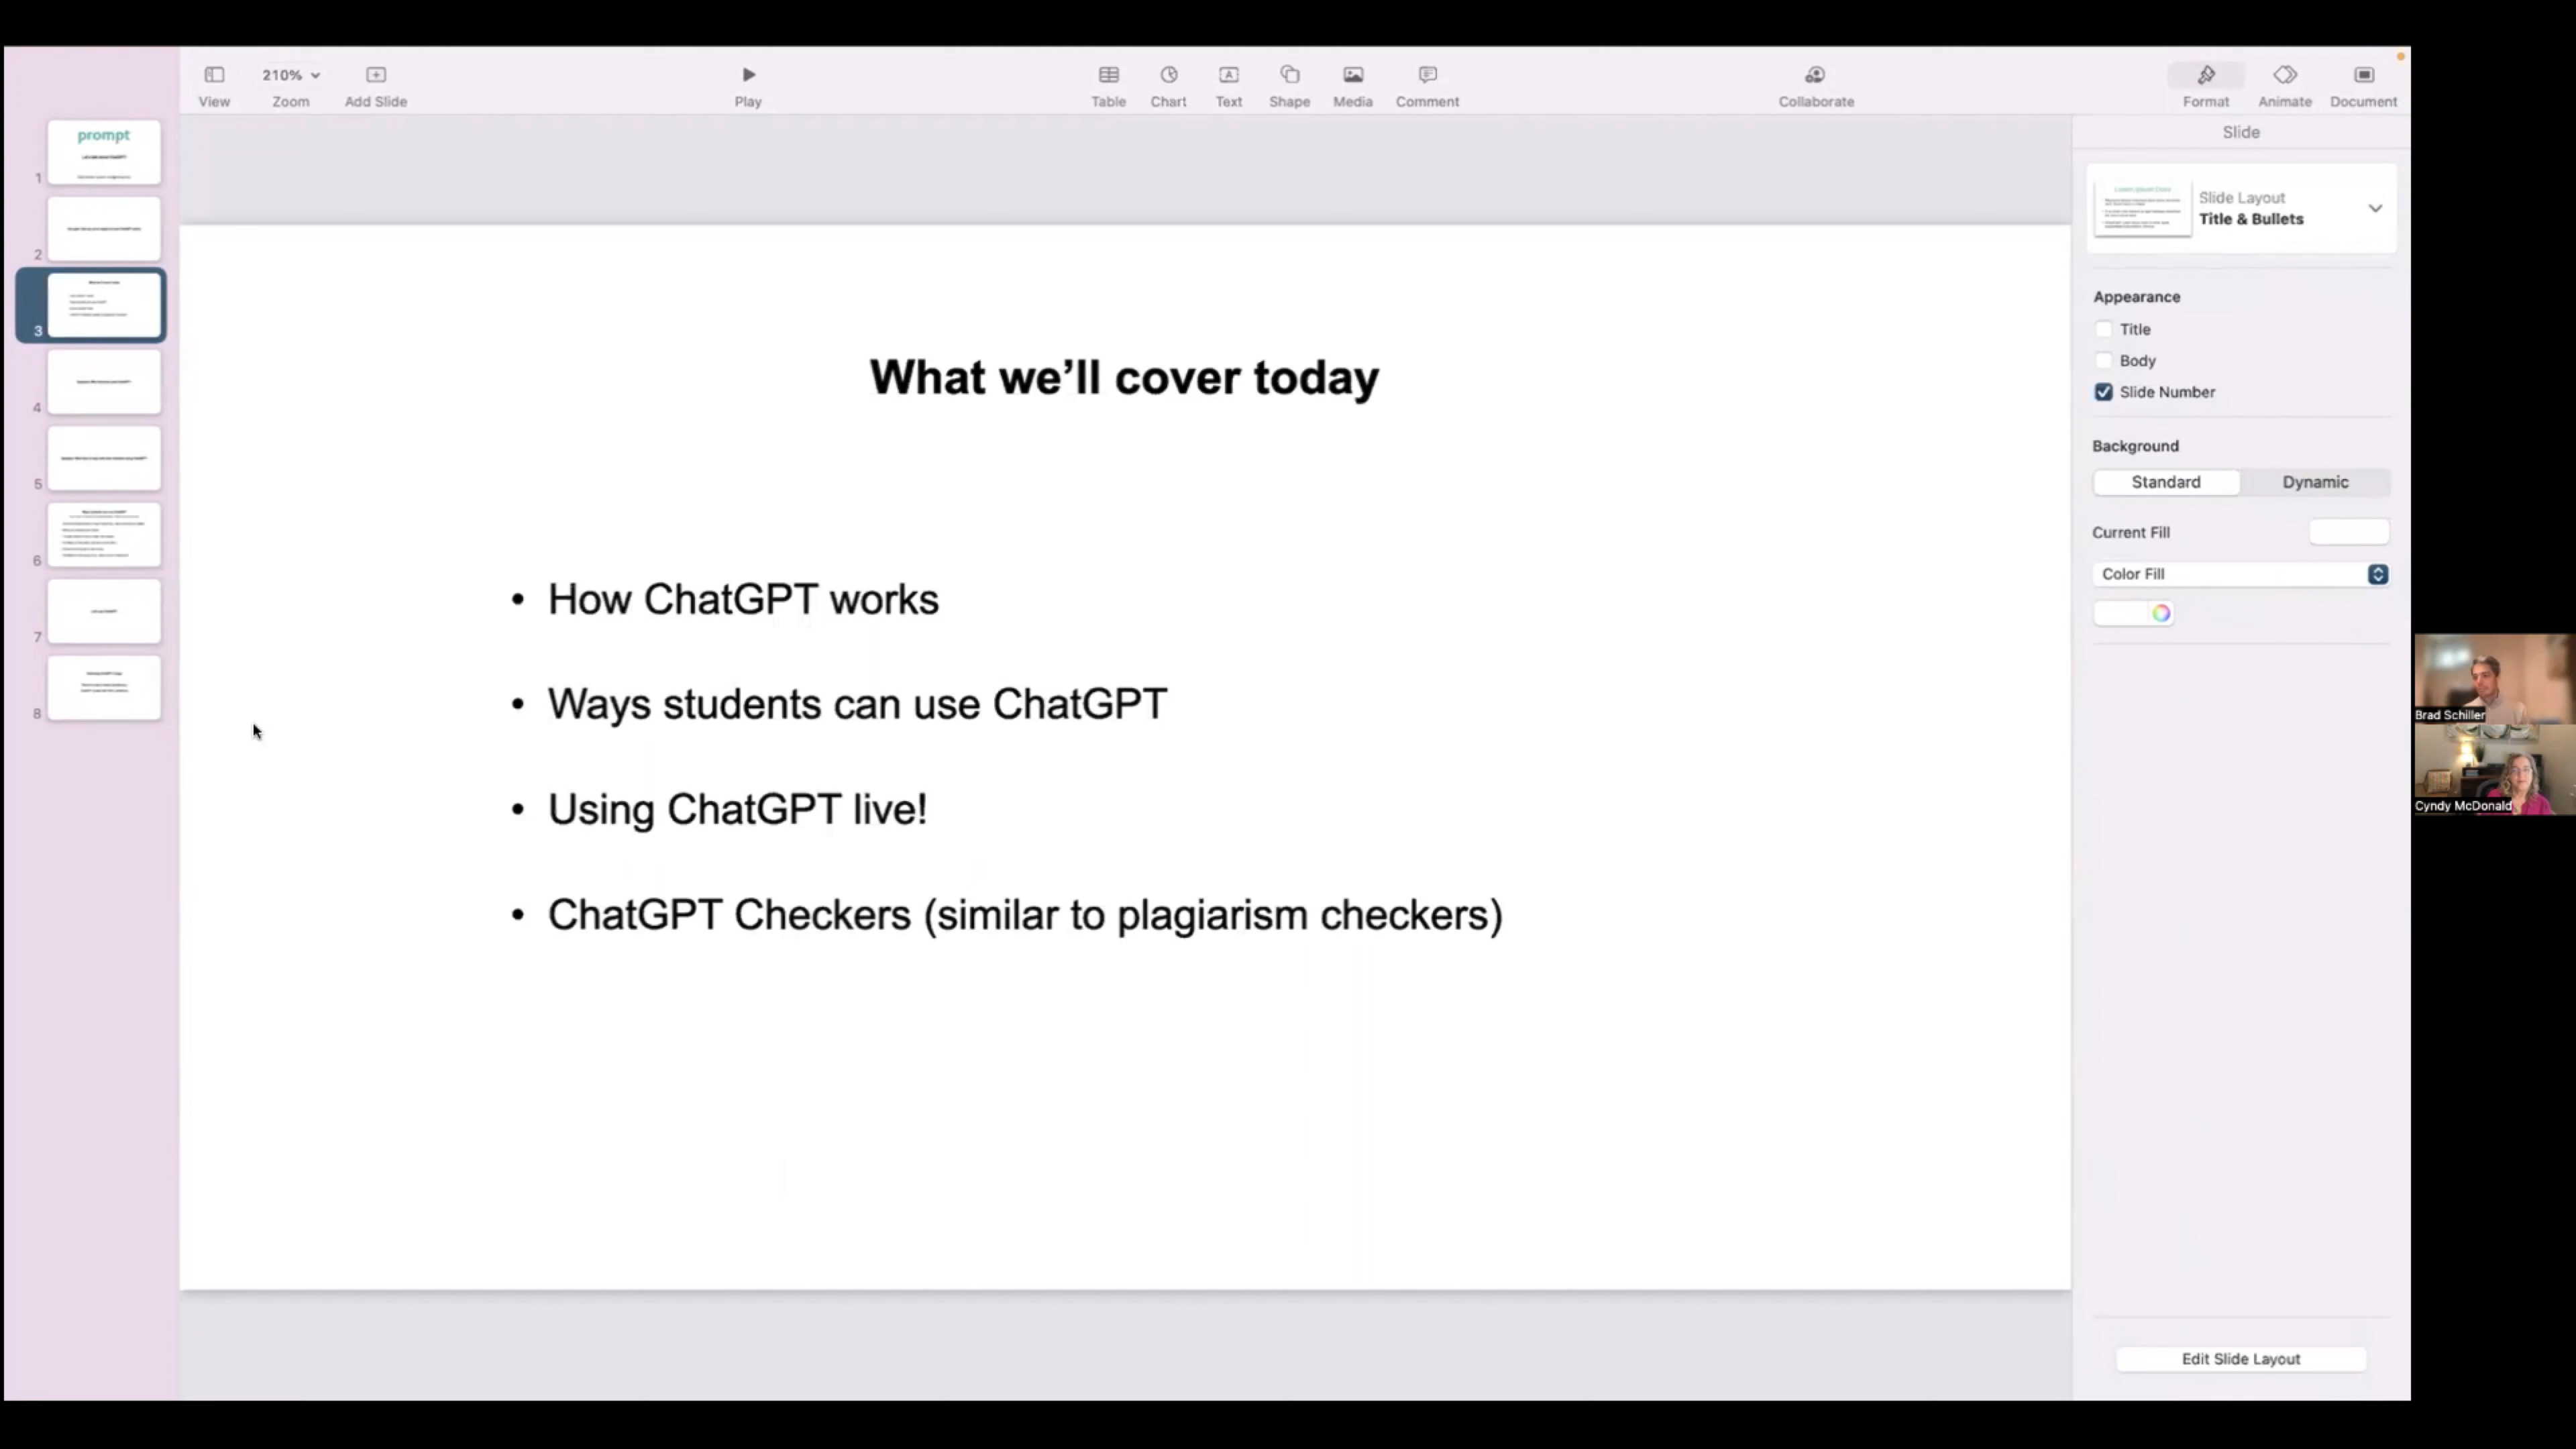 View
210%
Zoom
Add Slide
Play
Table
Chart
Text
Shape
Media
Comment
Collaborate
Format
Animate
Document
prompt
1
2
3
4
5
6
7
8
What we’ll cover today
• How ChatGPT works
• Ways students can use ChatGPT
• Using ChatGPT live!
• ChatGPT Checkers (similar to plagiarism checkers)
Slide
Slide Layout
Title & Bullets
Appearance
Title
Body
Slide Number
Background
Standard
Dynamic
Current Fill
Color Fill
Edit Slide Layout
Brad Schiller
Cyndy McDonald